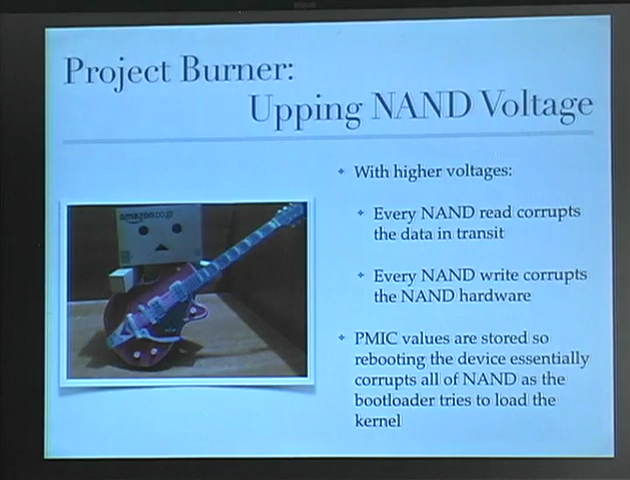 Project Burner:
Upping NAND Voltage
With higher voltages:
Every NAND read corrupts
the data in transit
Every NAND write corrupts
the NAND hardware
PMIC values are stored so
rebooting the device essentially
corrupts all of NAND as the
bootloader tries to load the
kernel
amazon.co.jp